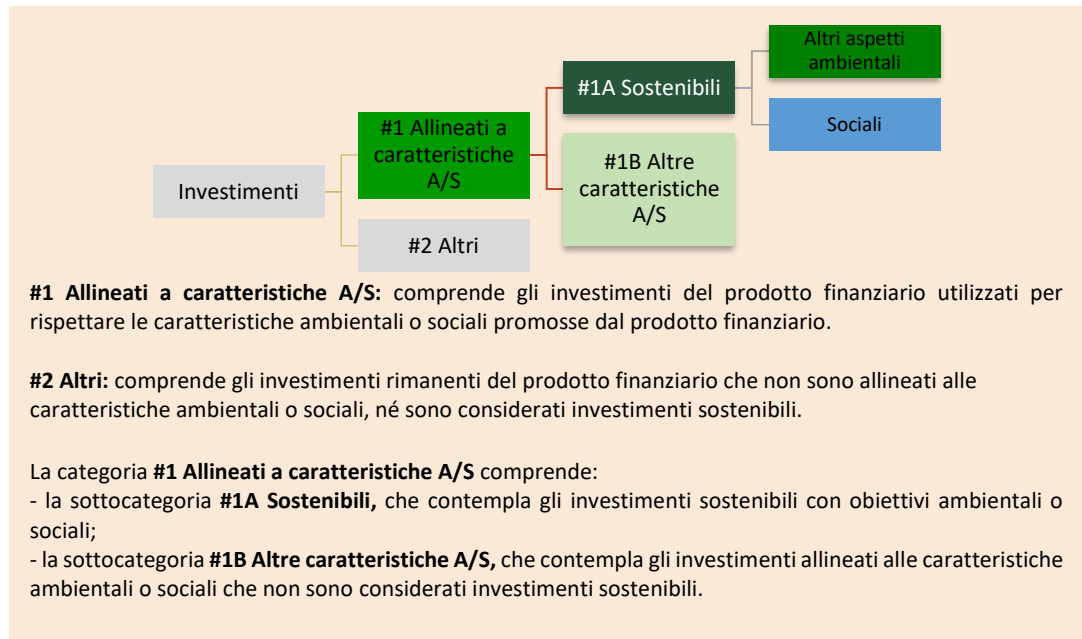 Altri aspetti
ambientali
#1A Sostenibili
Sociali
#1 Allineati a
caratteristiche
A/S
#1B Altre
caratteristiche
A/S
Investimenti
#2 Altri
#1 Allineati a caratteristiche A/S: comprende gli investimenti del prodotto finanziario utilizzati per
rispettare le caratteristiche ambientali o sociali promosse dal prodotto finanziario.
#2 Altri: comprende gli investimenti rimanenti del prodotto finanziario che non sono allineati alle
caratteristiche ambientali o sociali, né sono considerati investimenti sostenibili.
La categoria #1 Allineati a caratteristiche A/S comprende:
- la sottocategoria #1A Sostenibili, che contempla gli investimenti sostenibili con obiettivi ambientali o
sociali;
- la sottocategoria #1B Altre caratteristiche A/S, che contempla gli investimenti allineati alle caratteristiche
ambientali o sociali che non sono considerati investimenti sostenibili.